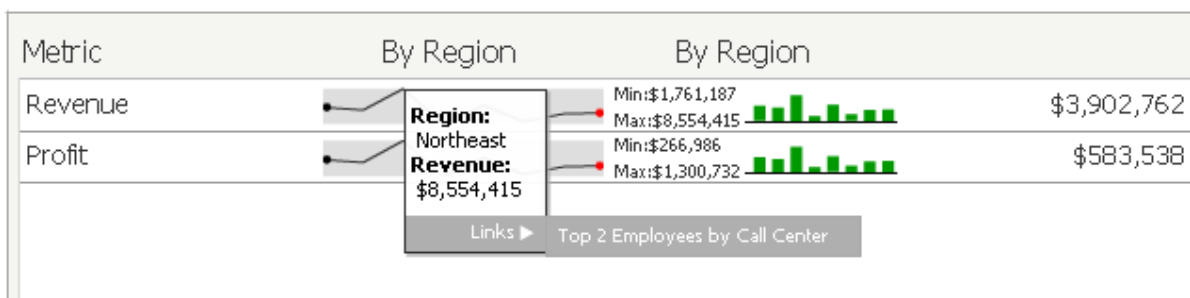 Metric By Region By Region
Revenue Min:$1,761,187 $3,902,762
Max:$8,554,415
Profit Min:$266,986 $583,538
Max:$1,300,732
Region:
Northeast
Revenue:
$8,554,415
Links ▶ Top 2 Employees by Call Center